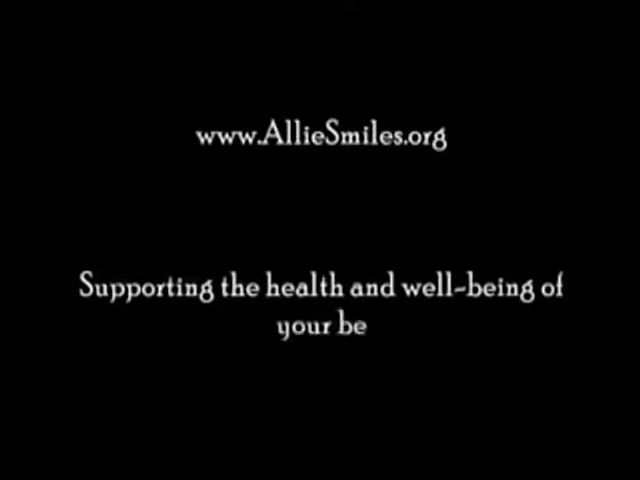 www.AllieSmiles.org
Supporting the health and well-being of
your be